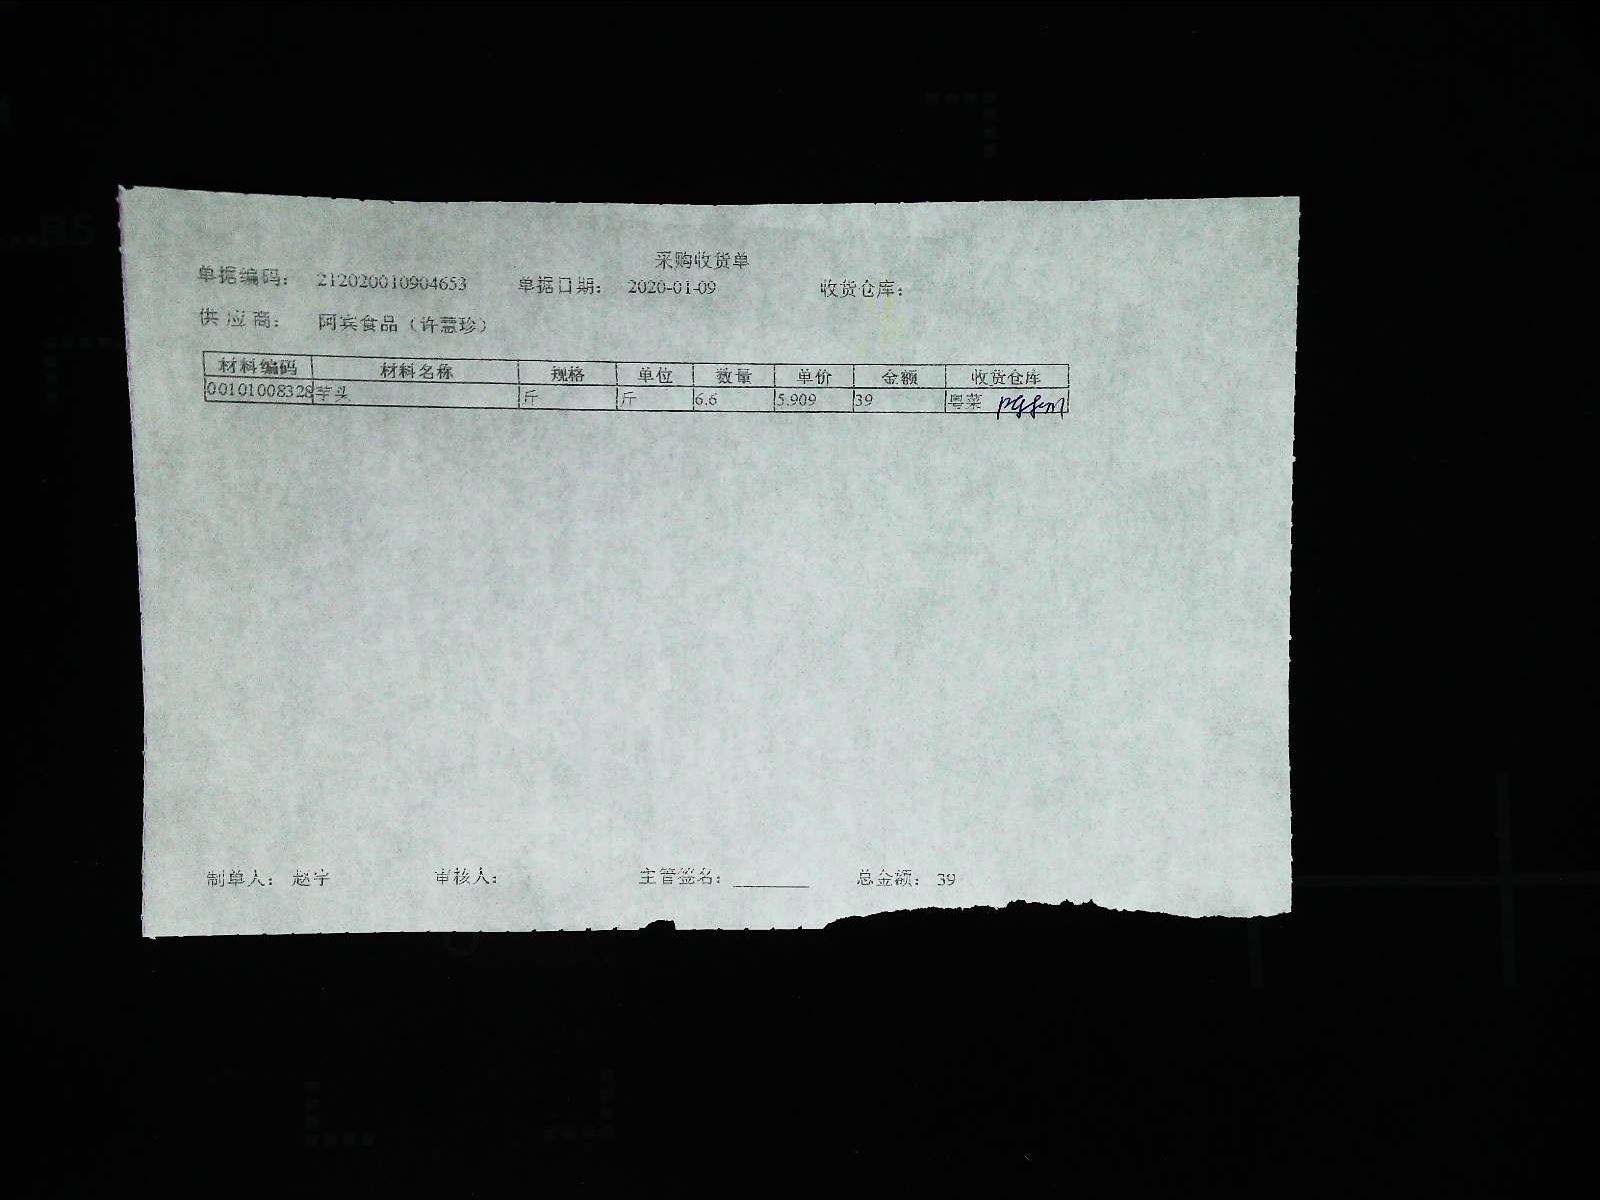 采购收货单
单据编码： 212020010904653 单据日期： 2020-01-09 收货仓库：
供应商： 阿宾食品（许慧珍）
材料编码 材料名称 规格 单位 数量 单价 金额 收货仓库
00101008328 芋头 斤 斤 6.6 5.909 39 粤菜
制单人： 赵宇 审核人： 主管签名： 总金额： 39